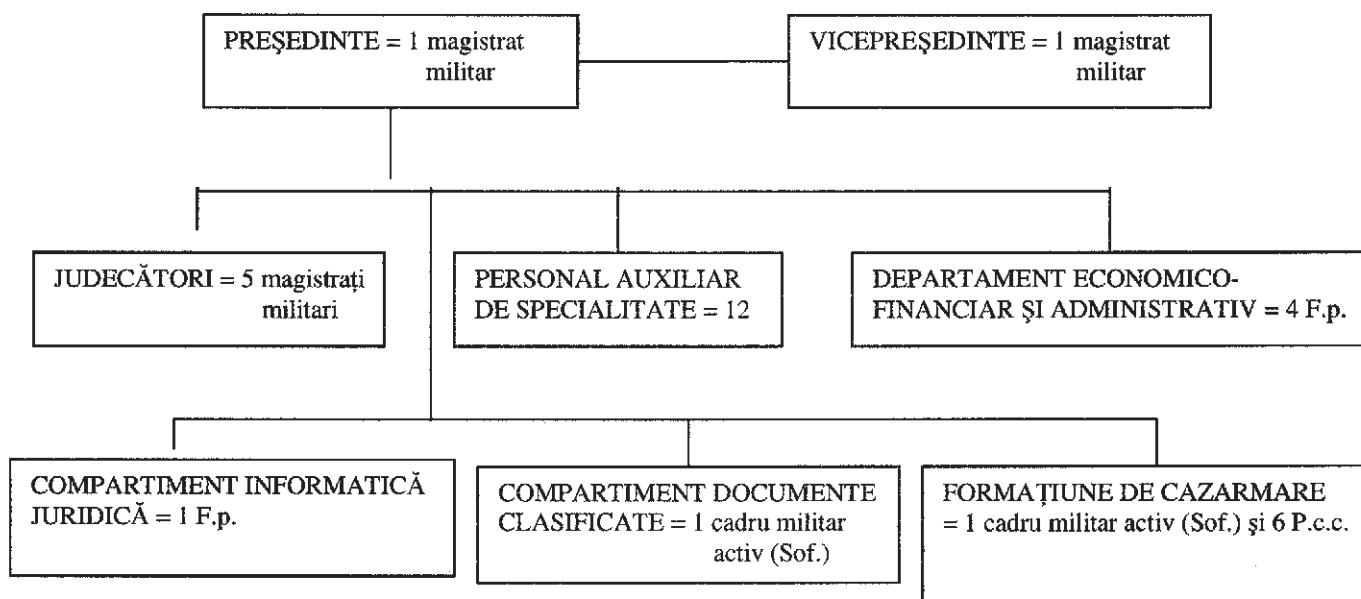 PREŞEDINTE = 1 magistrat
militar
VICEPREŞEDINTE = 1 magistrat
militar
JUDECĂTORI = 5 magistraţi
militari
PERSONAL AUXILIAR
DE SPECIALITATE = 12
DEPARTAMENT ECONOMICO-
FINANCIAR ŞI ADMINISTRATIV = 4 F.p.
COMPARTIMENT INFORMATICĂ
JURIDICĂ = 1 F.p.
COMPARTIMENT DOCUMENTE
CLASIFICATE = 1 cadru militar
activ (Sof.)
FORMAŢIUNE DE CAZARMARE
= 1 cadru militar activ (Sof.) şi 6 P.c.c.